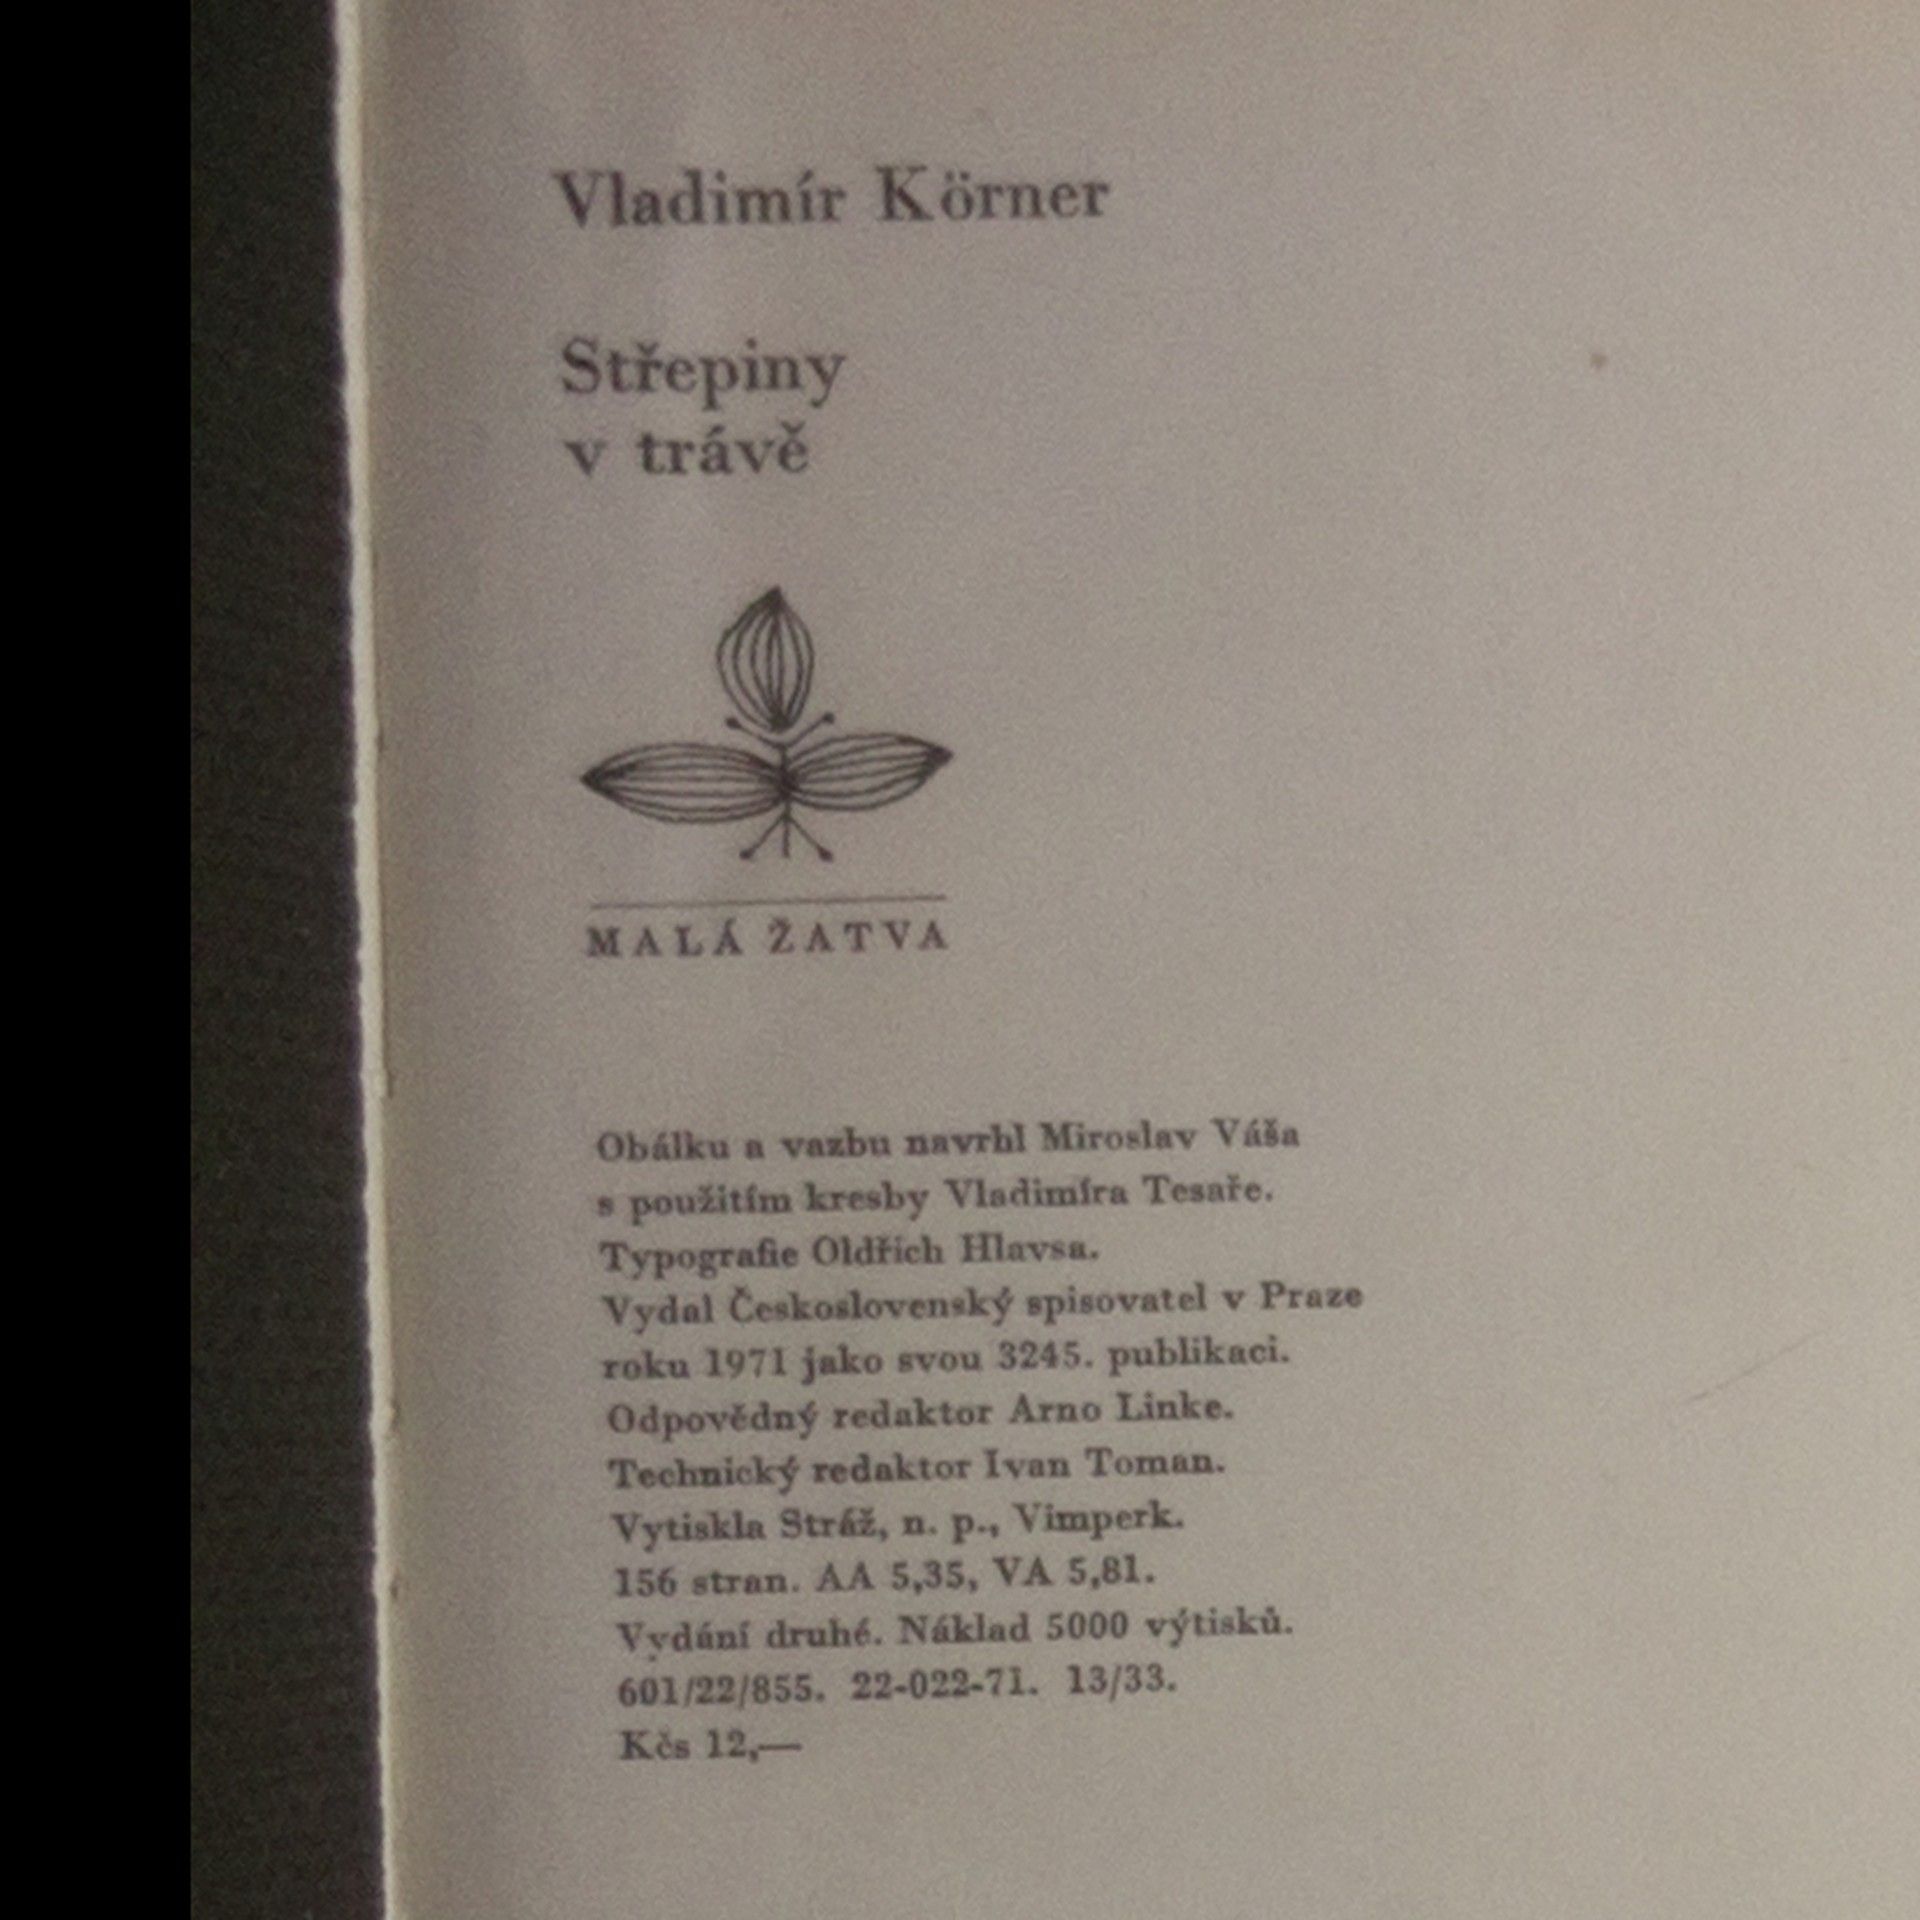 Vladimír Körner
Střepiny
v trávě
MALÁ ŽATVA
Obálku a vazbu navrhl Miroslav Váša
s použitím kresby Vladimíra Tesaře.
Typografie Oldřich Hlavsa.
Vydal Československý spisovatel v Praze
roku 1971 jako svou 3245. publikaci.
Odpovědný redaktor Arno Linke.
Technický redaktor Ivan Toman.
Vytiskla Stráž, n. p., Vimperk.
156 stran. AA 5,35, VA 5,81.
Vydání druhé. Náklad 5000 výtisků.
601/22/855. 22-022-71. 13/33.
Kčs 12,—